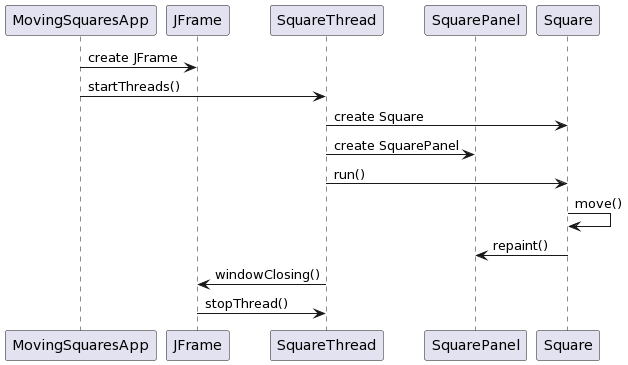 MovingSquaresApp JFrame SquareThread SquarePanel Square
create JFrame
startThreads()
create Square
create SquarePanel
run()
move()
repaint()
windowClosing()
stopThread()
MovingSquaresApp JFrame SquareThread SquarePanel Square